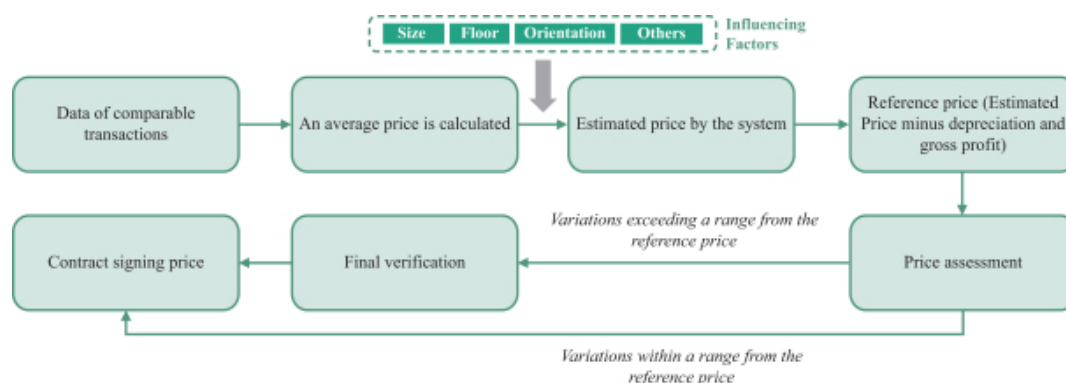 Size
Floor
Orientation
Others
Influencing
Factors
Data of comparable
transactions
An average price is calculated
Estimated price by the system
Reference price (Estimated
Price minus depreciation and
gross profit)
Variations exceeding a range from the
reference price
Contract signing price
Final verification
Price assessment
Variations within a range from the
reference price